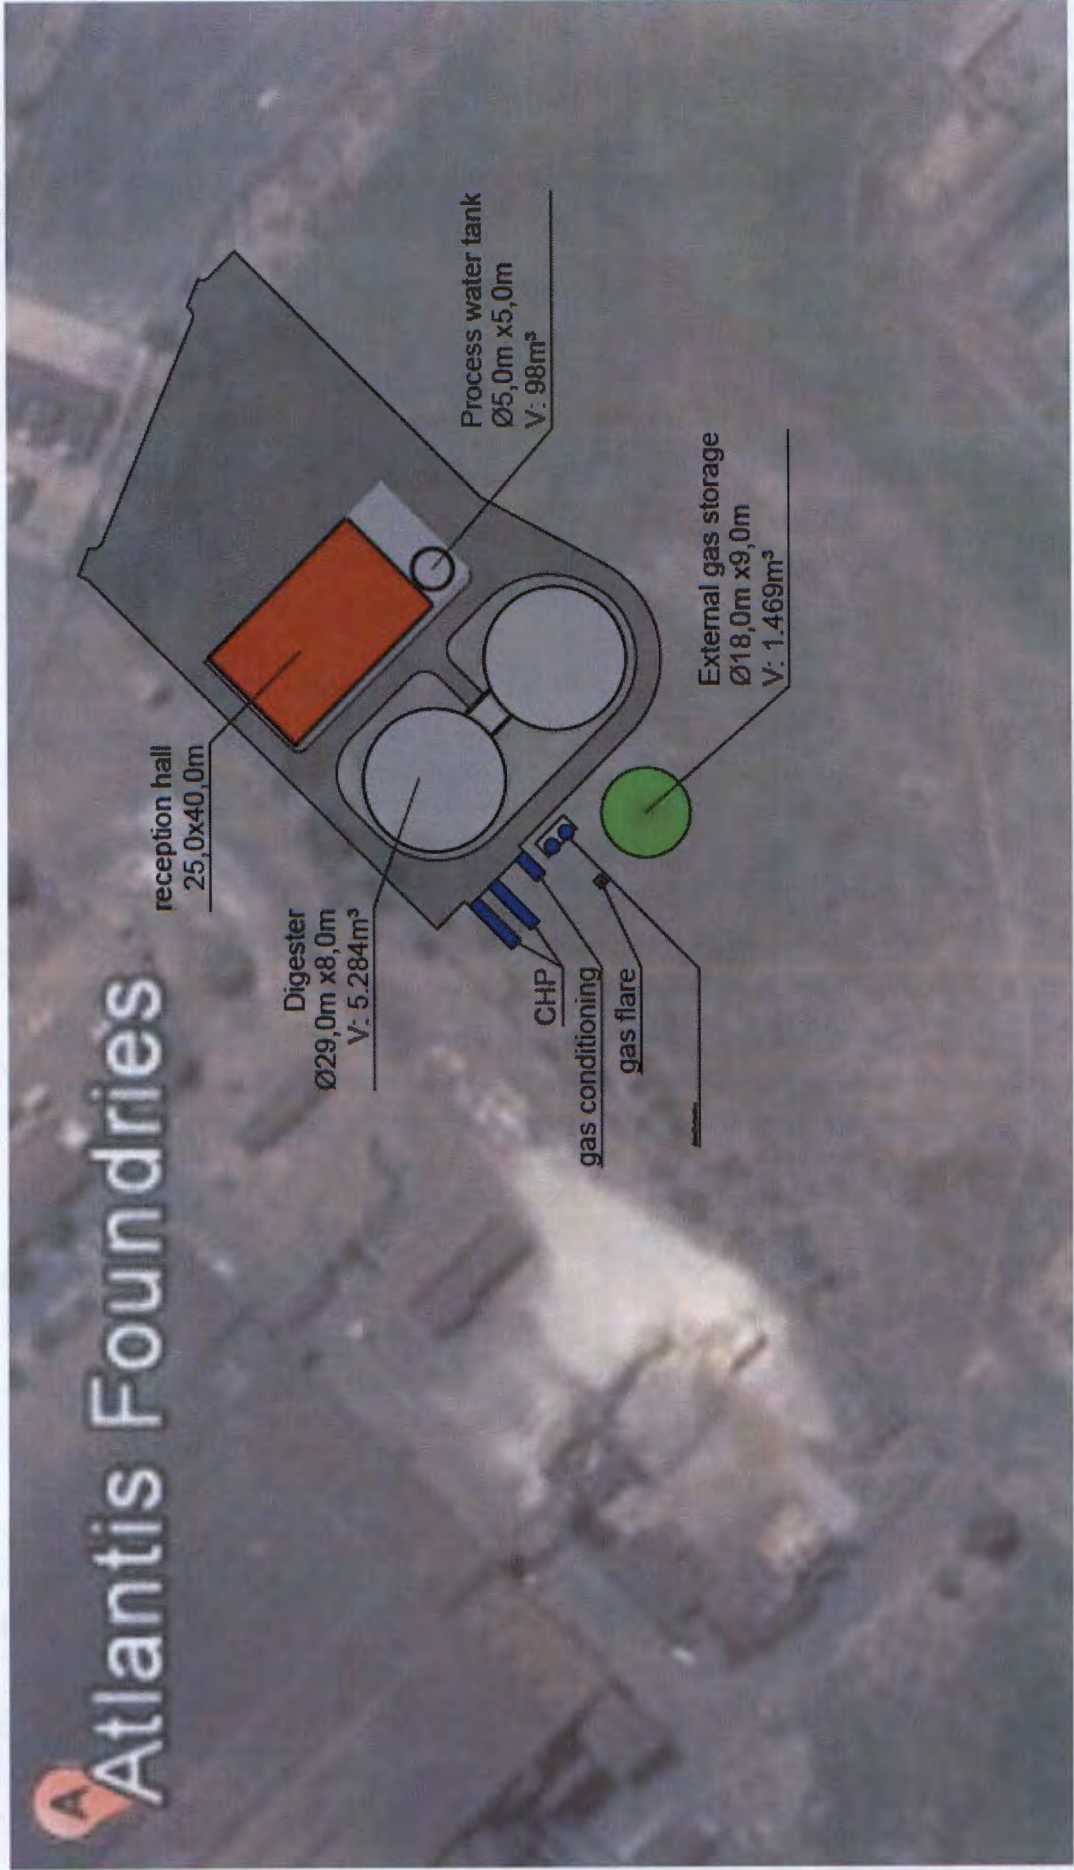 A
Atlantis Foundries
reception hall
25,0x40,0m
Digester
Ø29,0m x8,0m
V: 5.284m³
Process water tank
Ø5,0m x5,0m
V: 98m³
External gas storage
Ø18,0m x9,0m
V: 1.469m³
CHP
gas conditioning
gas flare